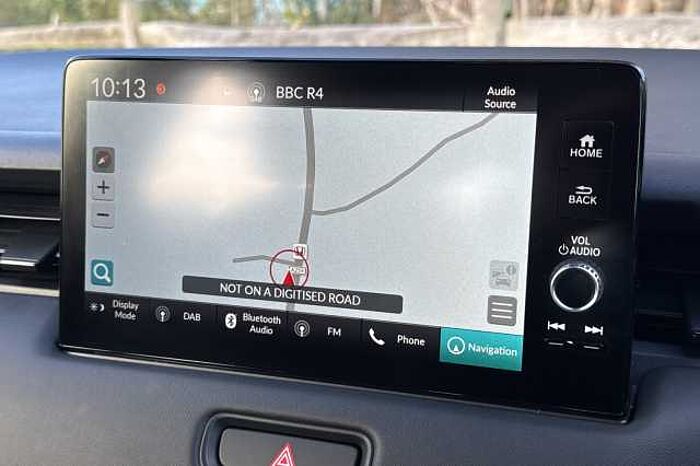 10:13
BBC R4
Audio
Source
HOME
BACK
VOL
AUDIO
NOT ON A DIGITISED ROAD
Display
Mode
DAB
Bluetooth
Audio
FM
Phone
Navigation